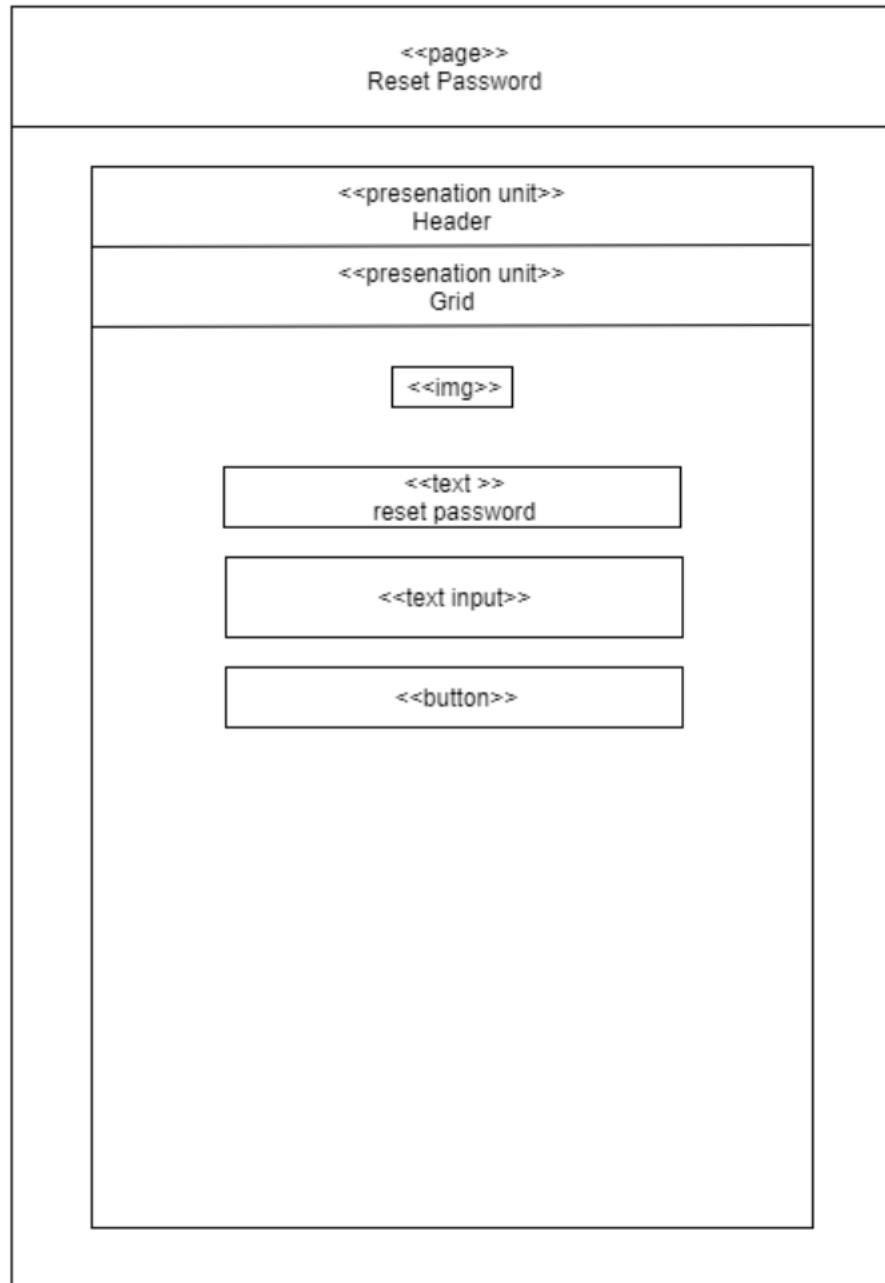 <<page>>
Reset Password
<<presenation unit>>
Header
<<presenation unit>>
Grid
<<img>>
<<text >>
reset password
<<text input>>
<<button>>